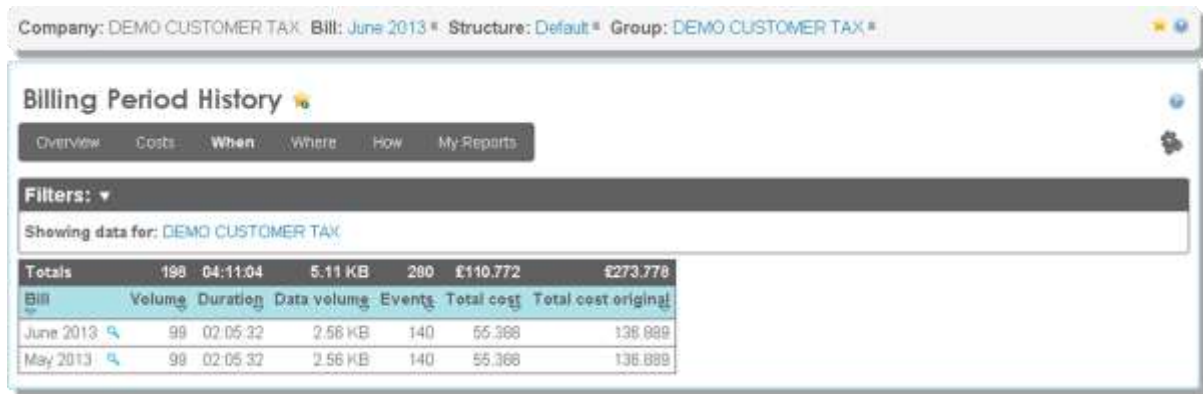 Company: DEMO CUSTOMER TAX Bill: June 2013 Structure: Default Group: DEMO CUSTOMER TAX
Billing Period History
Overview Costs When Where How My Reports
Filters:
Showing data for: DEMO CUSTOMER TAX
Totals 198 04:11:04 5.11 KB 280 £110.772 £273.778
Bill Volume Duration Data volume Events Total cost Total cost original
June 2013 99 02:05:32 2.56 KB 140 55.386 136.889
May 2013 99 02:05:32 2.56 KB 140 55.386 136.889